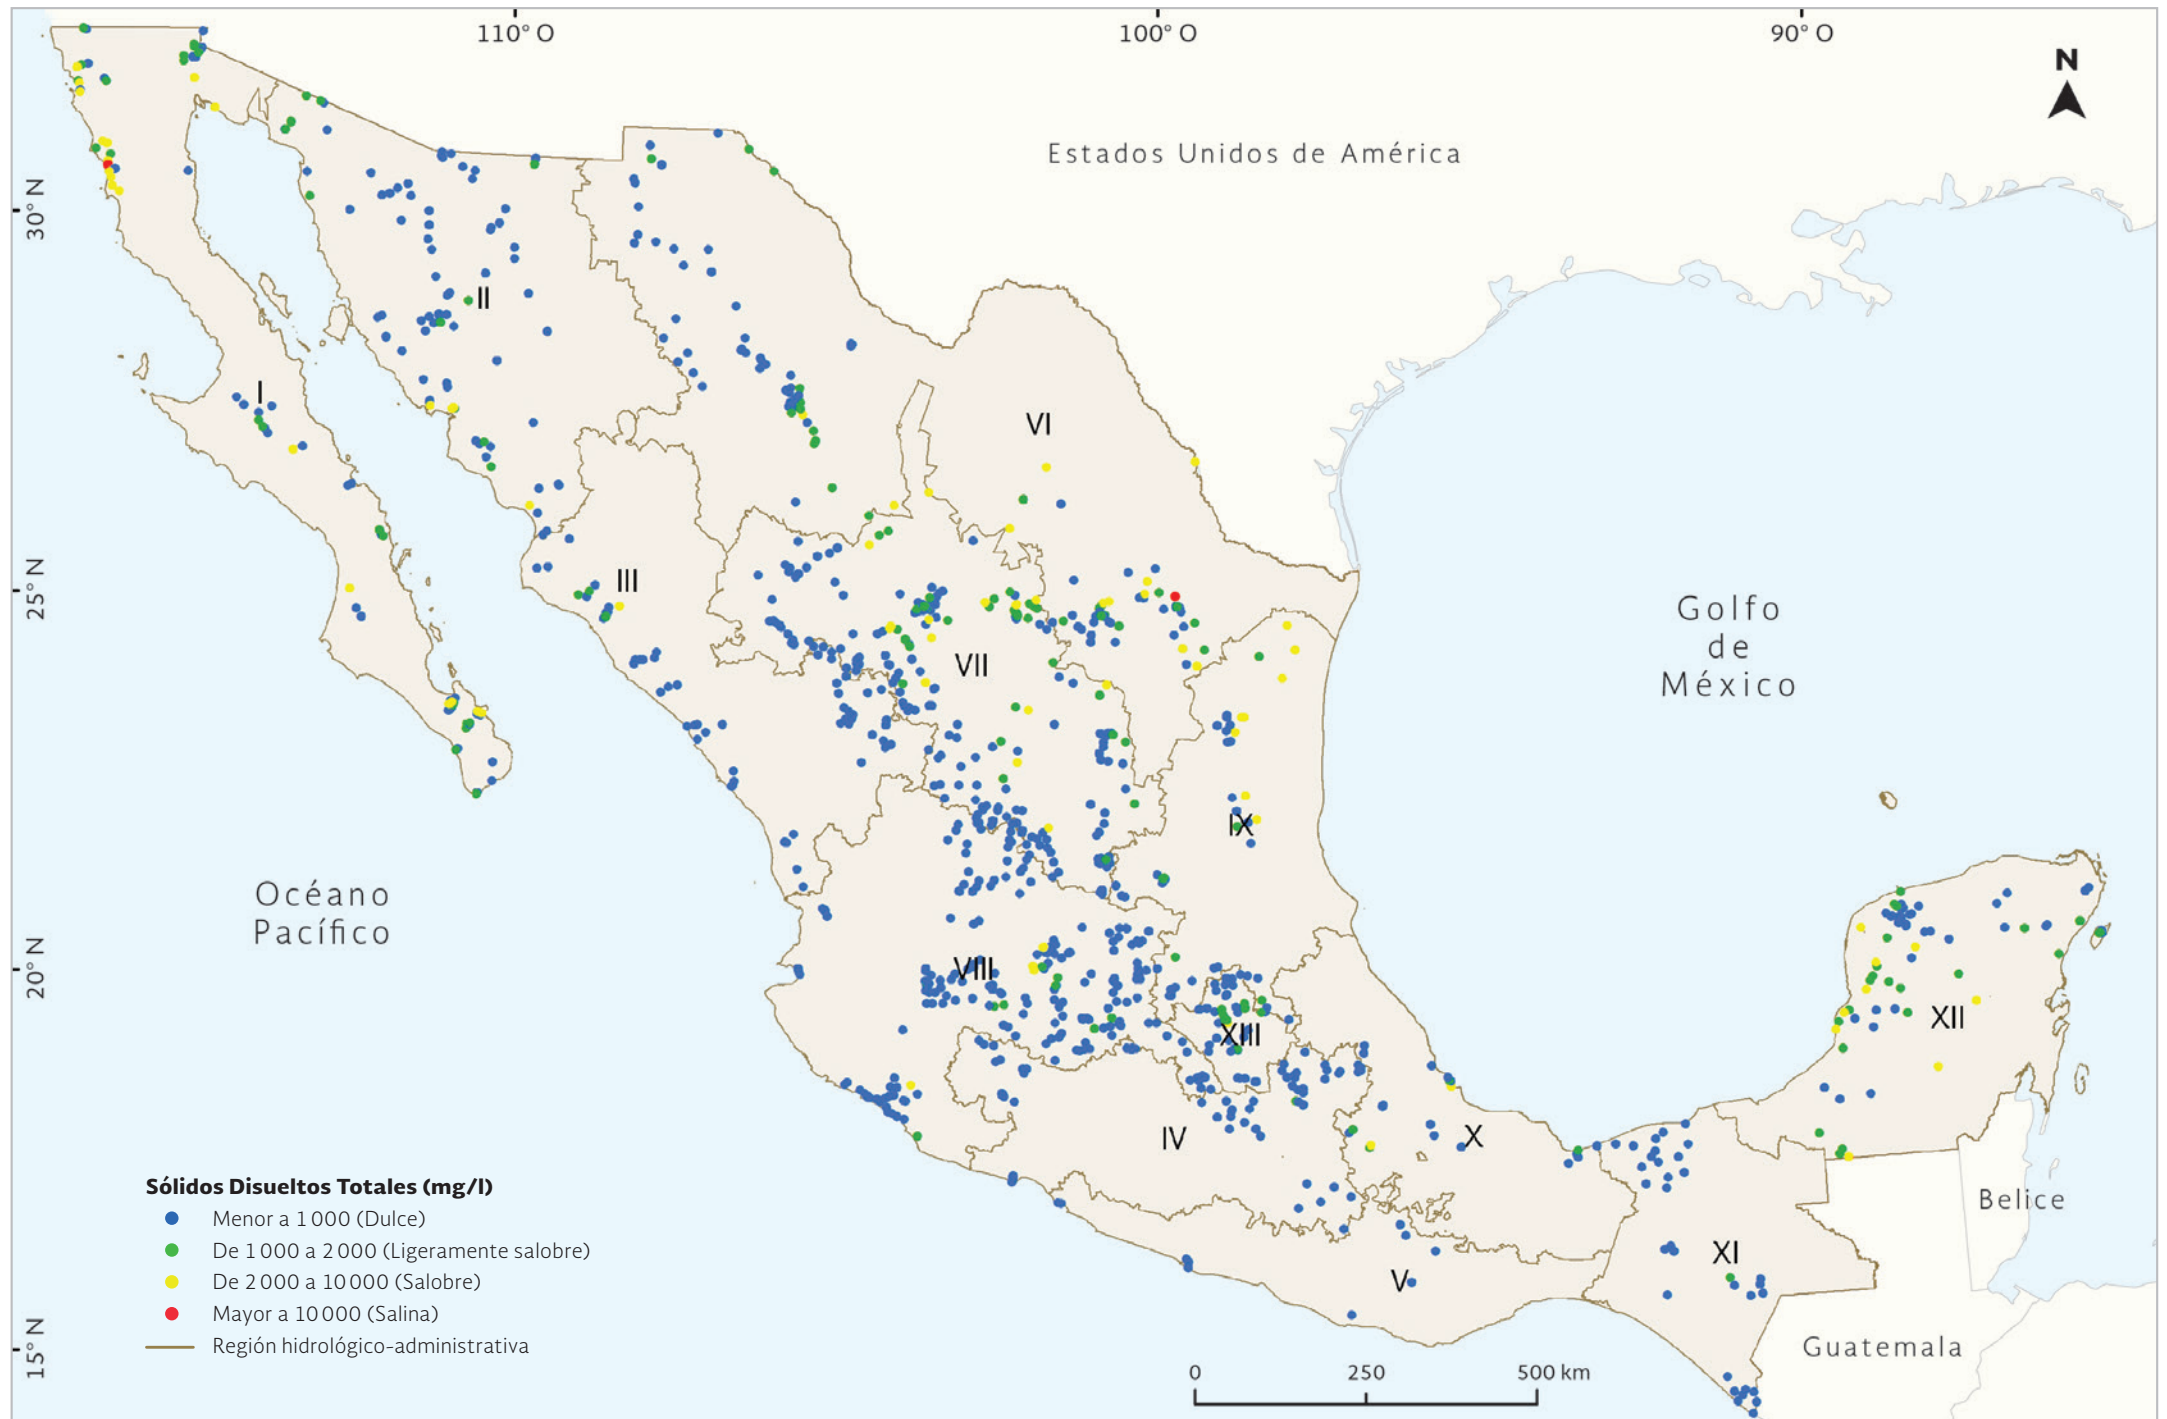 110° O
100° O
90° O
N
Estados Unidos de América
30° N
II
I
VI
25° N
III
Golfo
de
México
VII
IX
Océano
Pacífico
20° N
VIII
XII
XIII
IV
X
Sólidos Disueltos Totales (mg/l)
Menor a 1 000 (Dulce)
De 1 000 a 2 000 (Ligeramente salobre)
De 2 000 a 10 000 (Salobre)
Mayor a 10 000 (Salina)
Región hidrológico-administrativa
Belice
XI
V
Guatemala
15° N
0 250 500 km